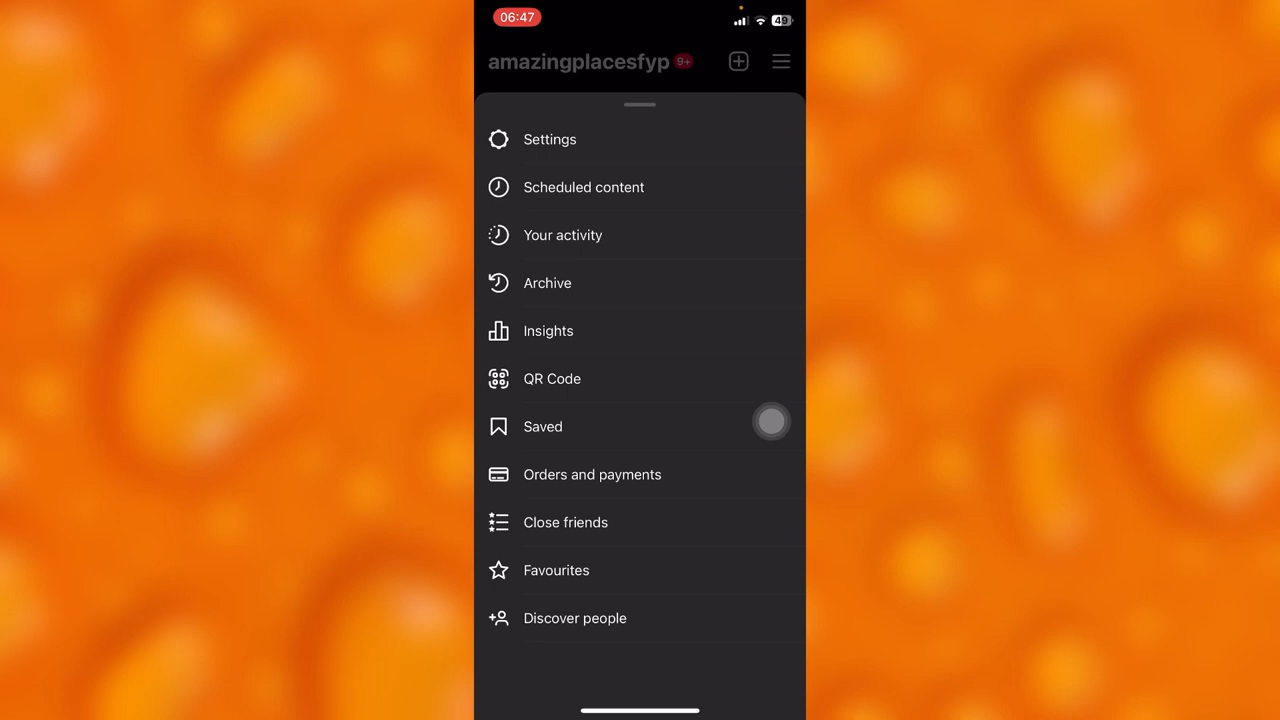 06:47
49
amazingplacesfyp 9+
Settings
Scheduled content
Your activity
Archive
Insights
QR Code
Saved
Orders and payments
Close friends
Favourites
Discover people